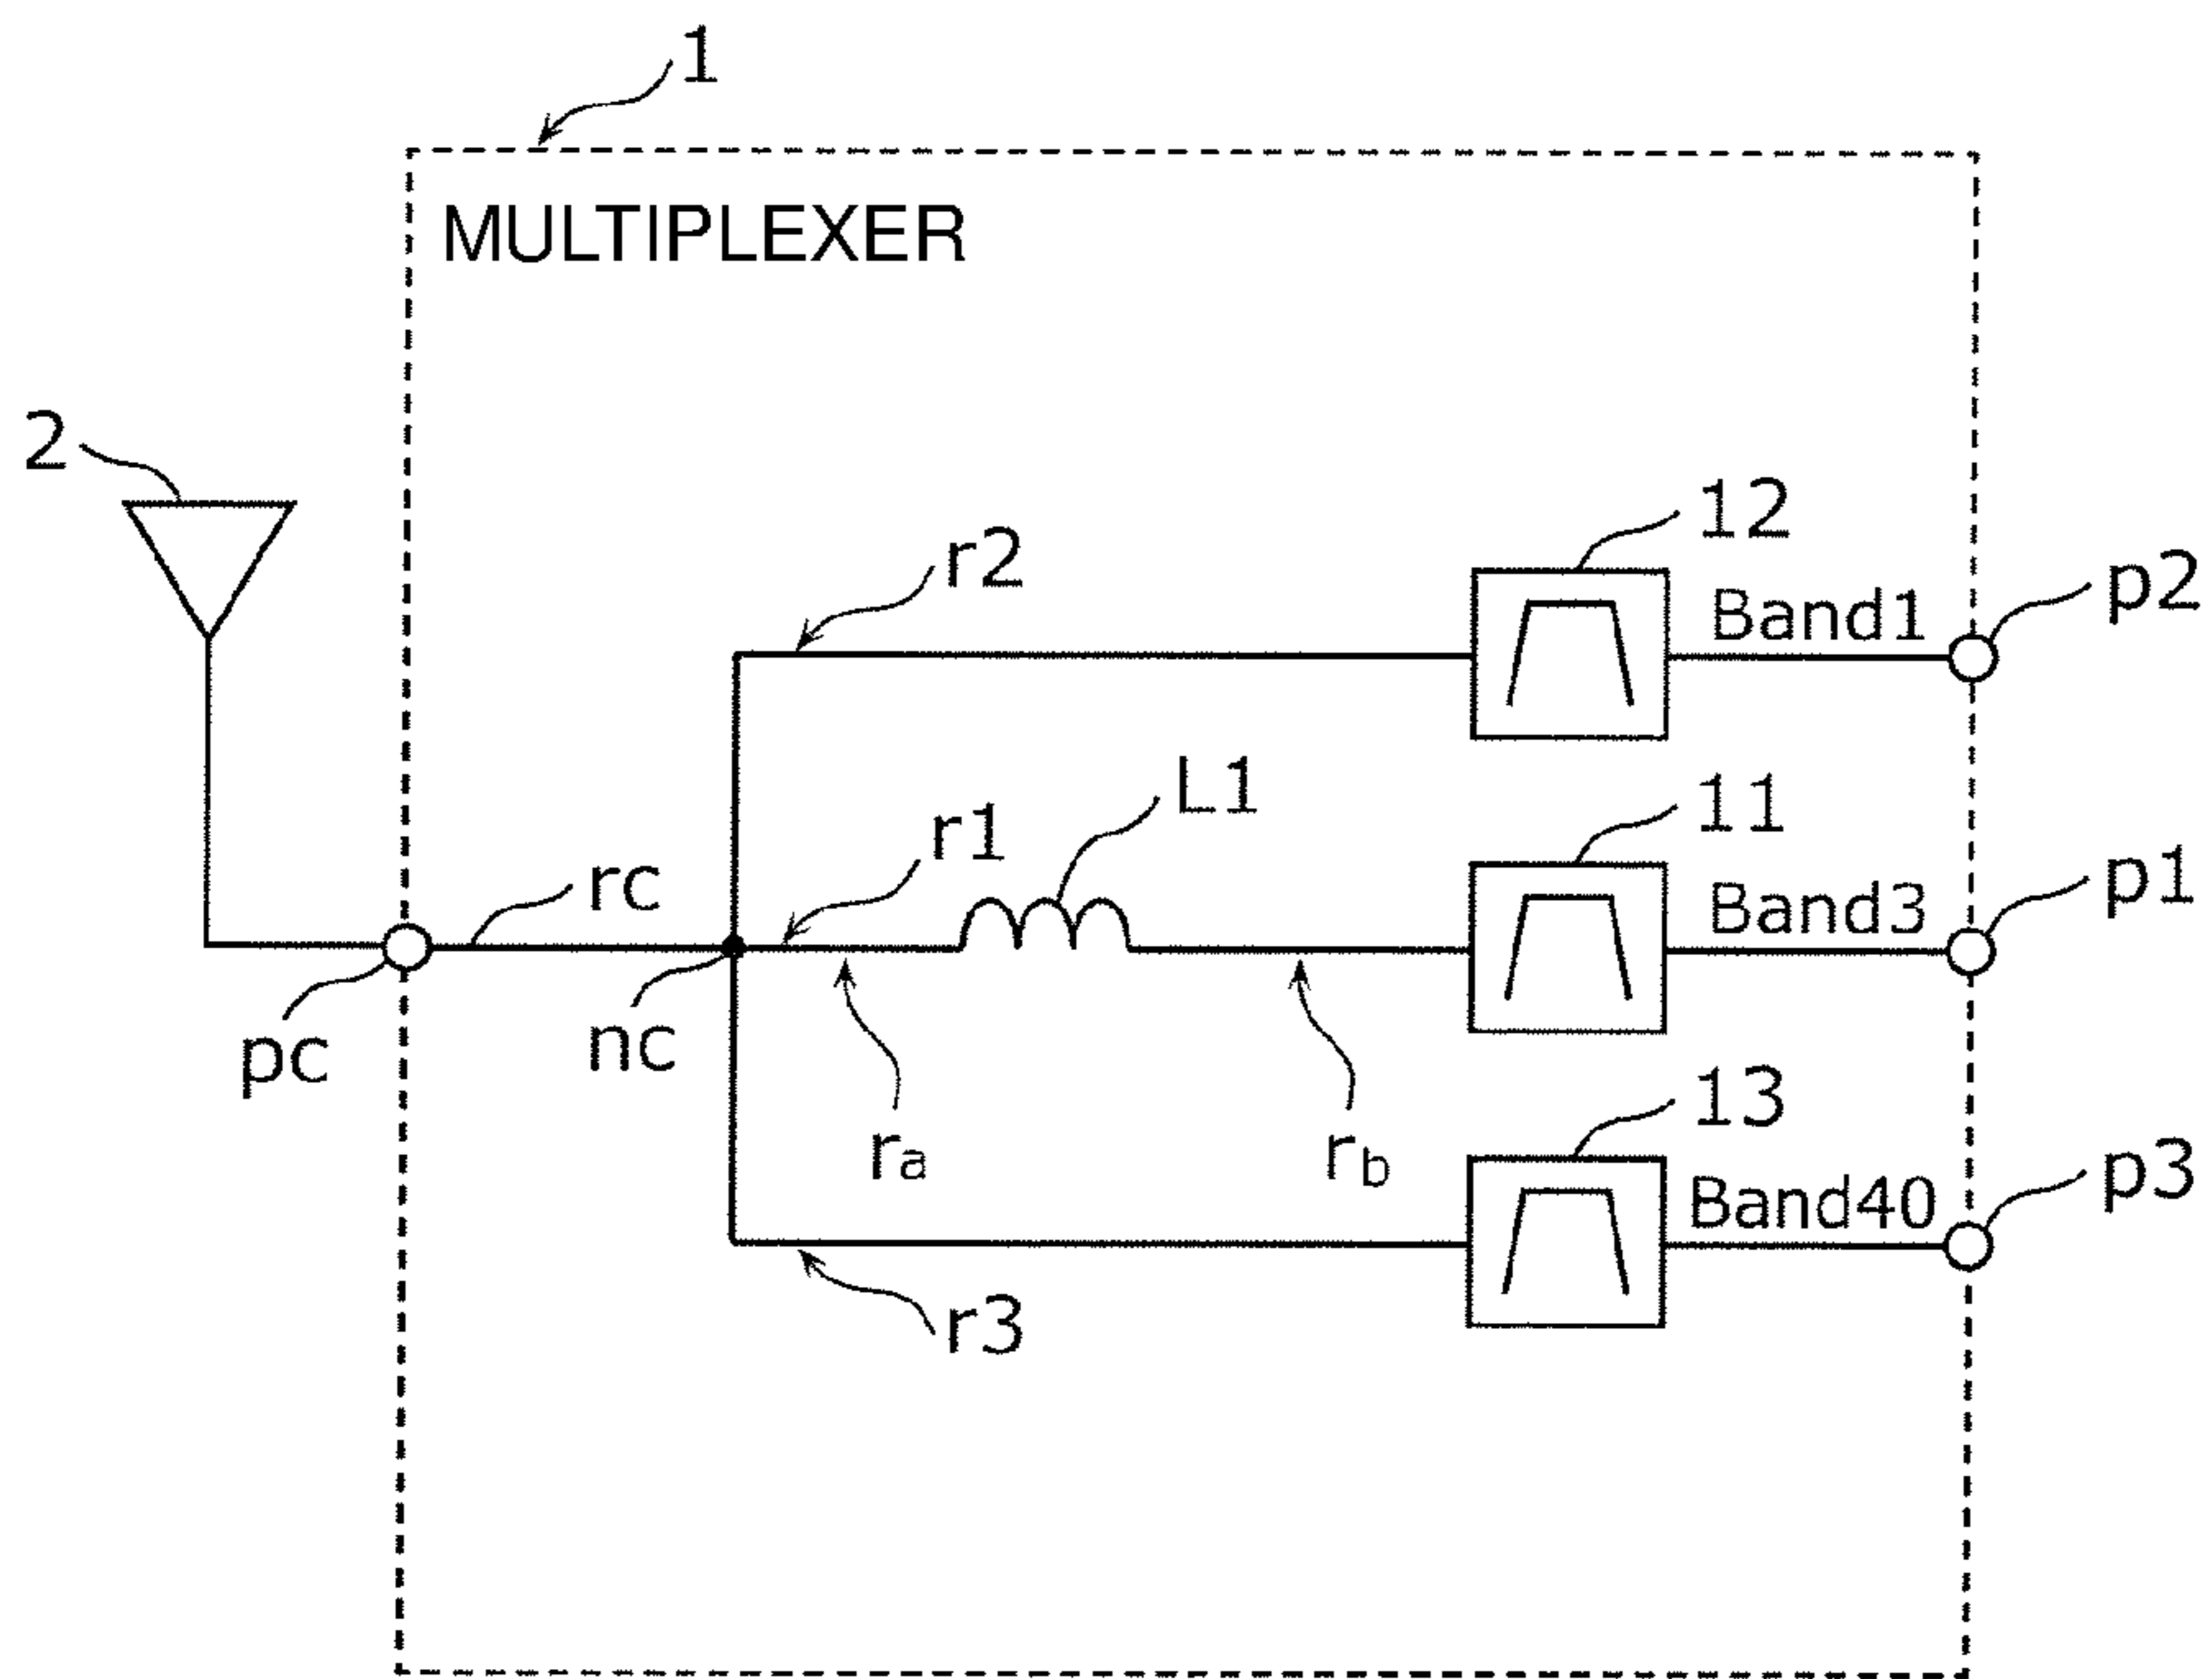 1
MULTIPLEXER
2
12
r2
Band1
p2
L1
11
r1
rc
Band3
p1
pc
nc
ra
rb
13
Band40
p3
r3